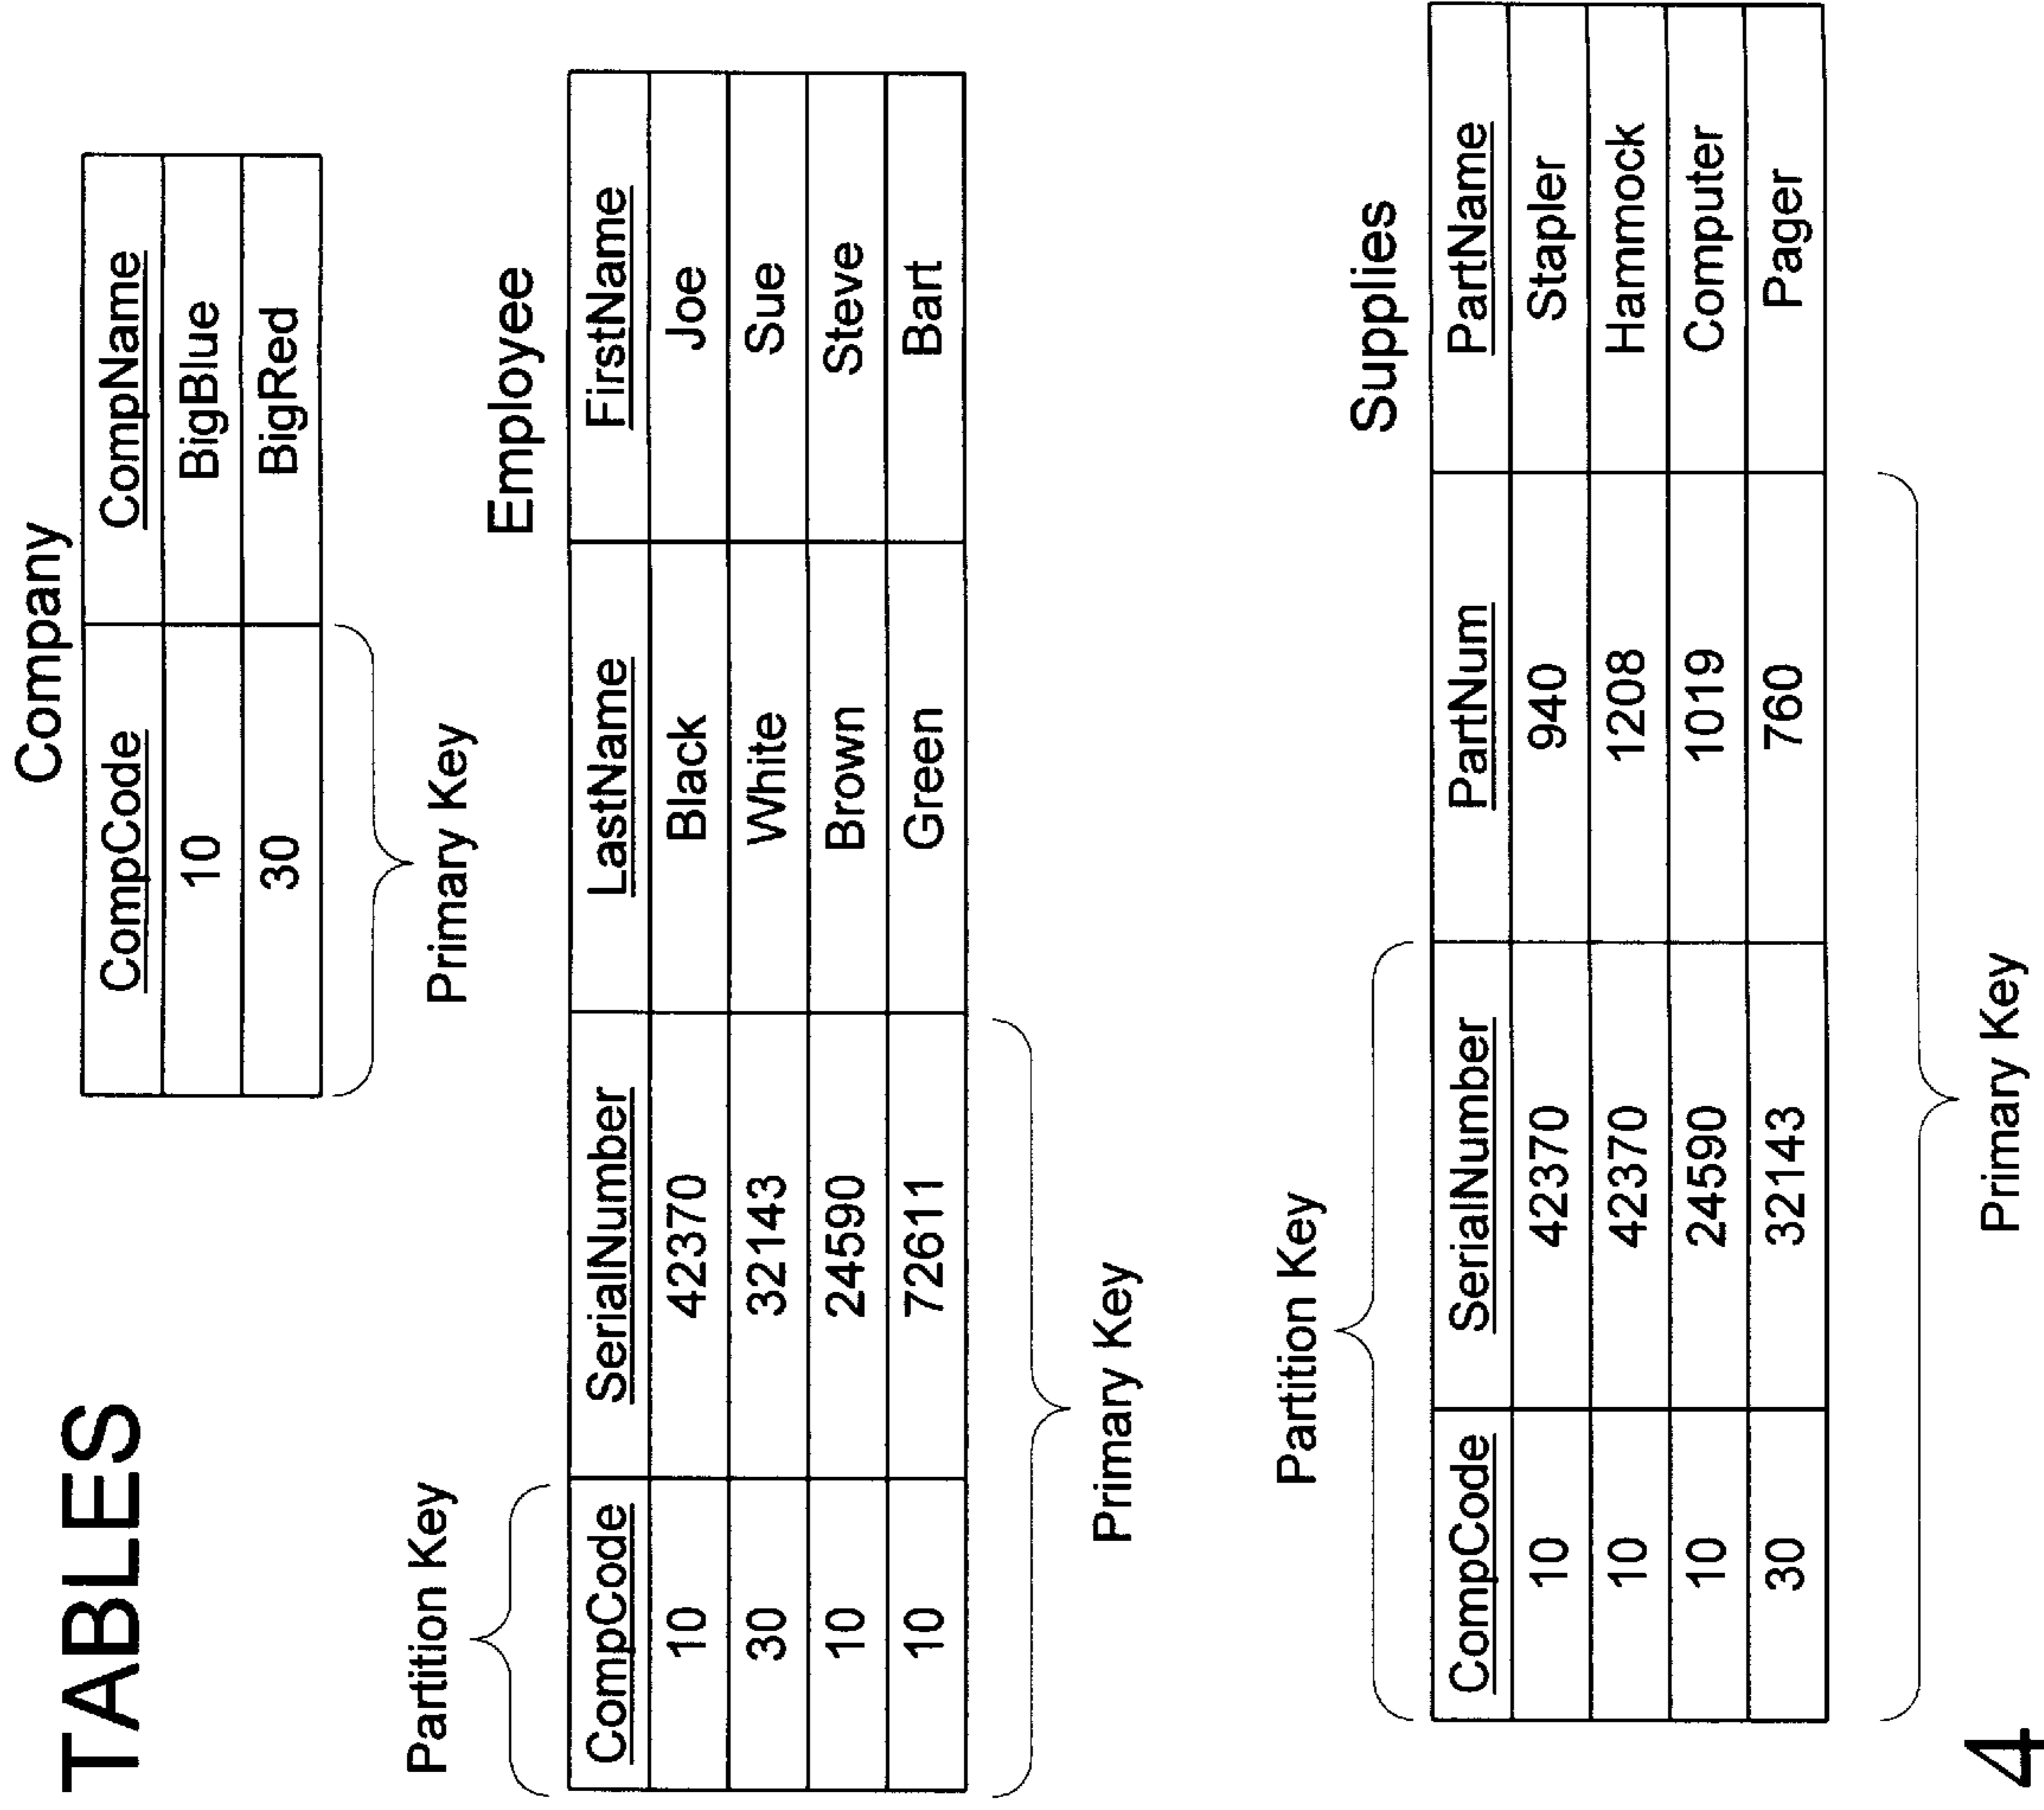 TABLES
Company
CompCode CompName
10 BigBlue
30 BigRed
Primary Key
Partition Key
Employee
CompCode SerialNumber LastName FirstName
10 42370 Black Joe
30 32143 White Sue
10 24590 Brown Steve
10 72611 Green Bart
Primary Key
Partition Key
Supplies
CompCode SerialNumber PartNum PartName
10 42370 940 Stapler
10 42370 1208 Hammock
10 24590 1019 Computer
30 32143 760 Pager
Primary Key
4